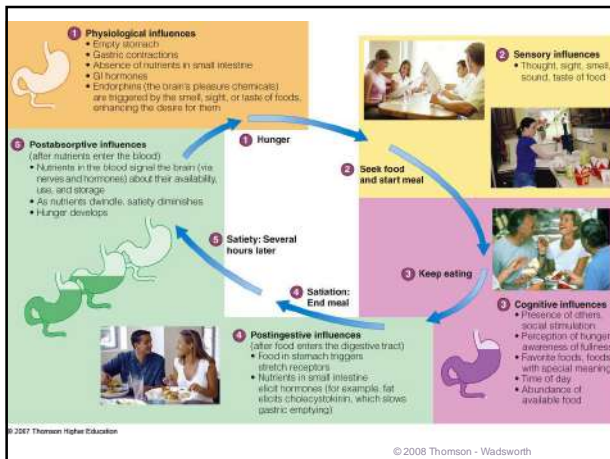 1 Physiological influences
• Empty stomach
• Gastric contractions
• Absence of nutrients in small intestine
• GI hormones
• Endorphins (the brain's pleasure chemicals)
are triggered by the smell, sight, or taste of foods,
enhancing the desire for them
2 Sensory influences
• Thought, sight, smell,
sound, taste of food
1 Hunger
2 Seek food
and start meal
3 Keep eating
3 Cognitive influences
• Presence of others,
social stimulation
• Perception of hunger,
awareness of fullness
• Favorite foods, foods
with special meaning
• Time of day
• Abundance of
available food
4 Satiation:
End meal
4 Postingestive influences
(after food enters the digestive tract)
• Food in stomach triggers
stretch receptors
• Nutrients in small intestine
elicit hormones (for example, fat
elicits cholecystokinin, which slows
gastric emptying)
5 Satiety: Several
hours later
Postabsorptive influences
(after nutrients enter the blood)
• Nutrients in the blood signal the brain (via
nerves and hormones) about their availability,
use, and storage
• As nutrients dwindle, satiety diminishes
• Hunger develops
© 2007 Thomson Higher Education
© 2008 Thomson - Wadsworth